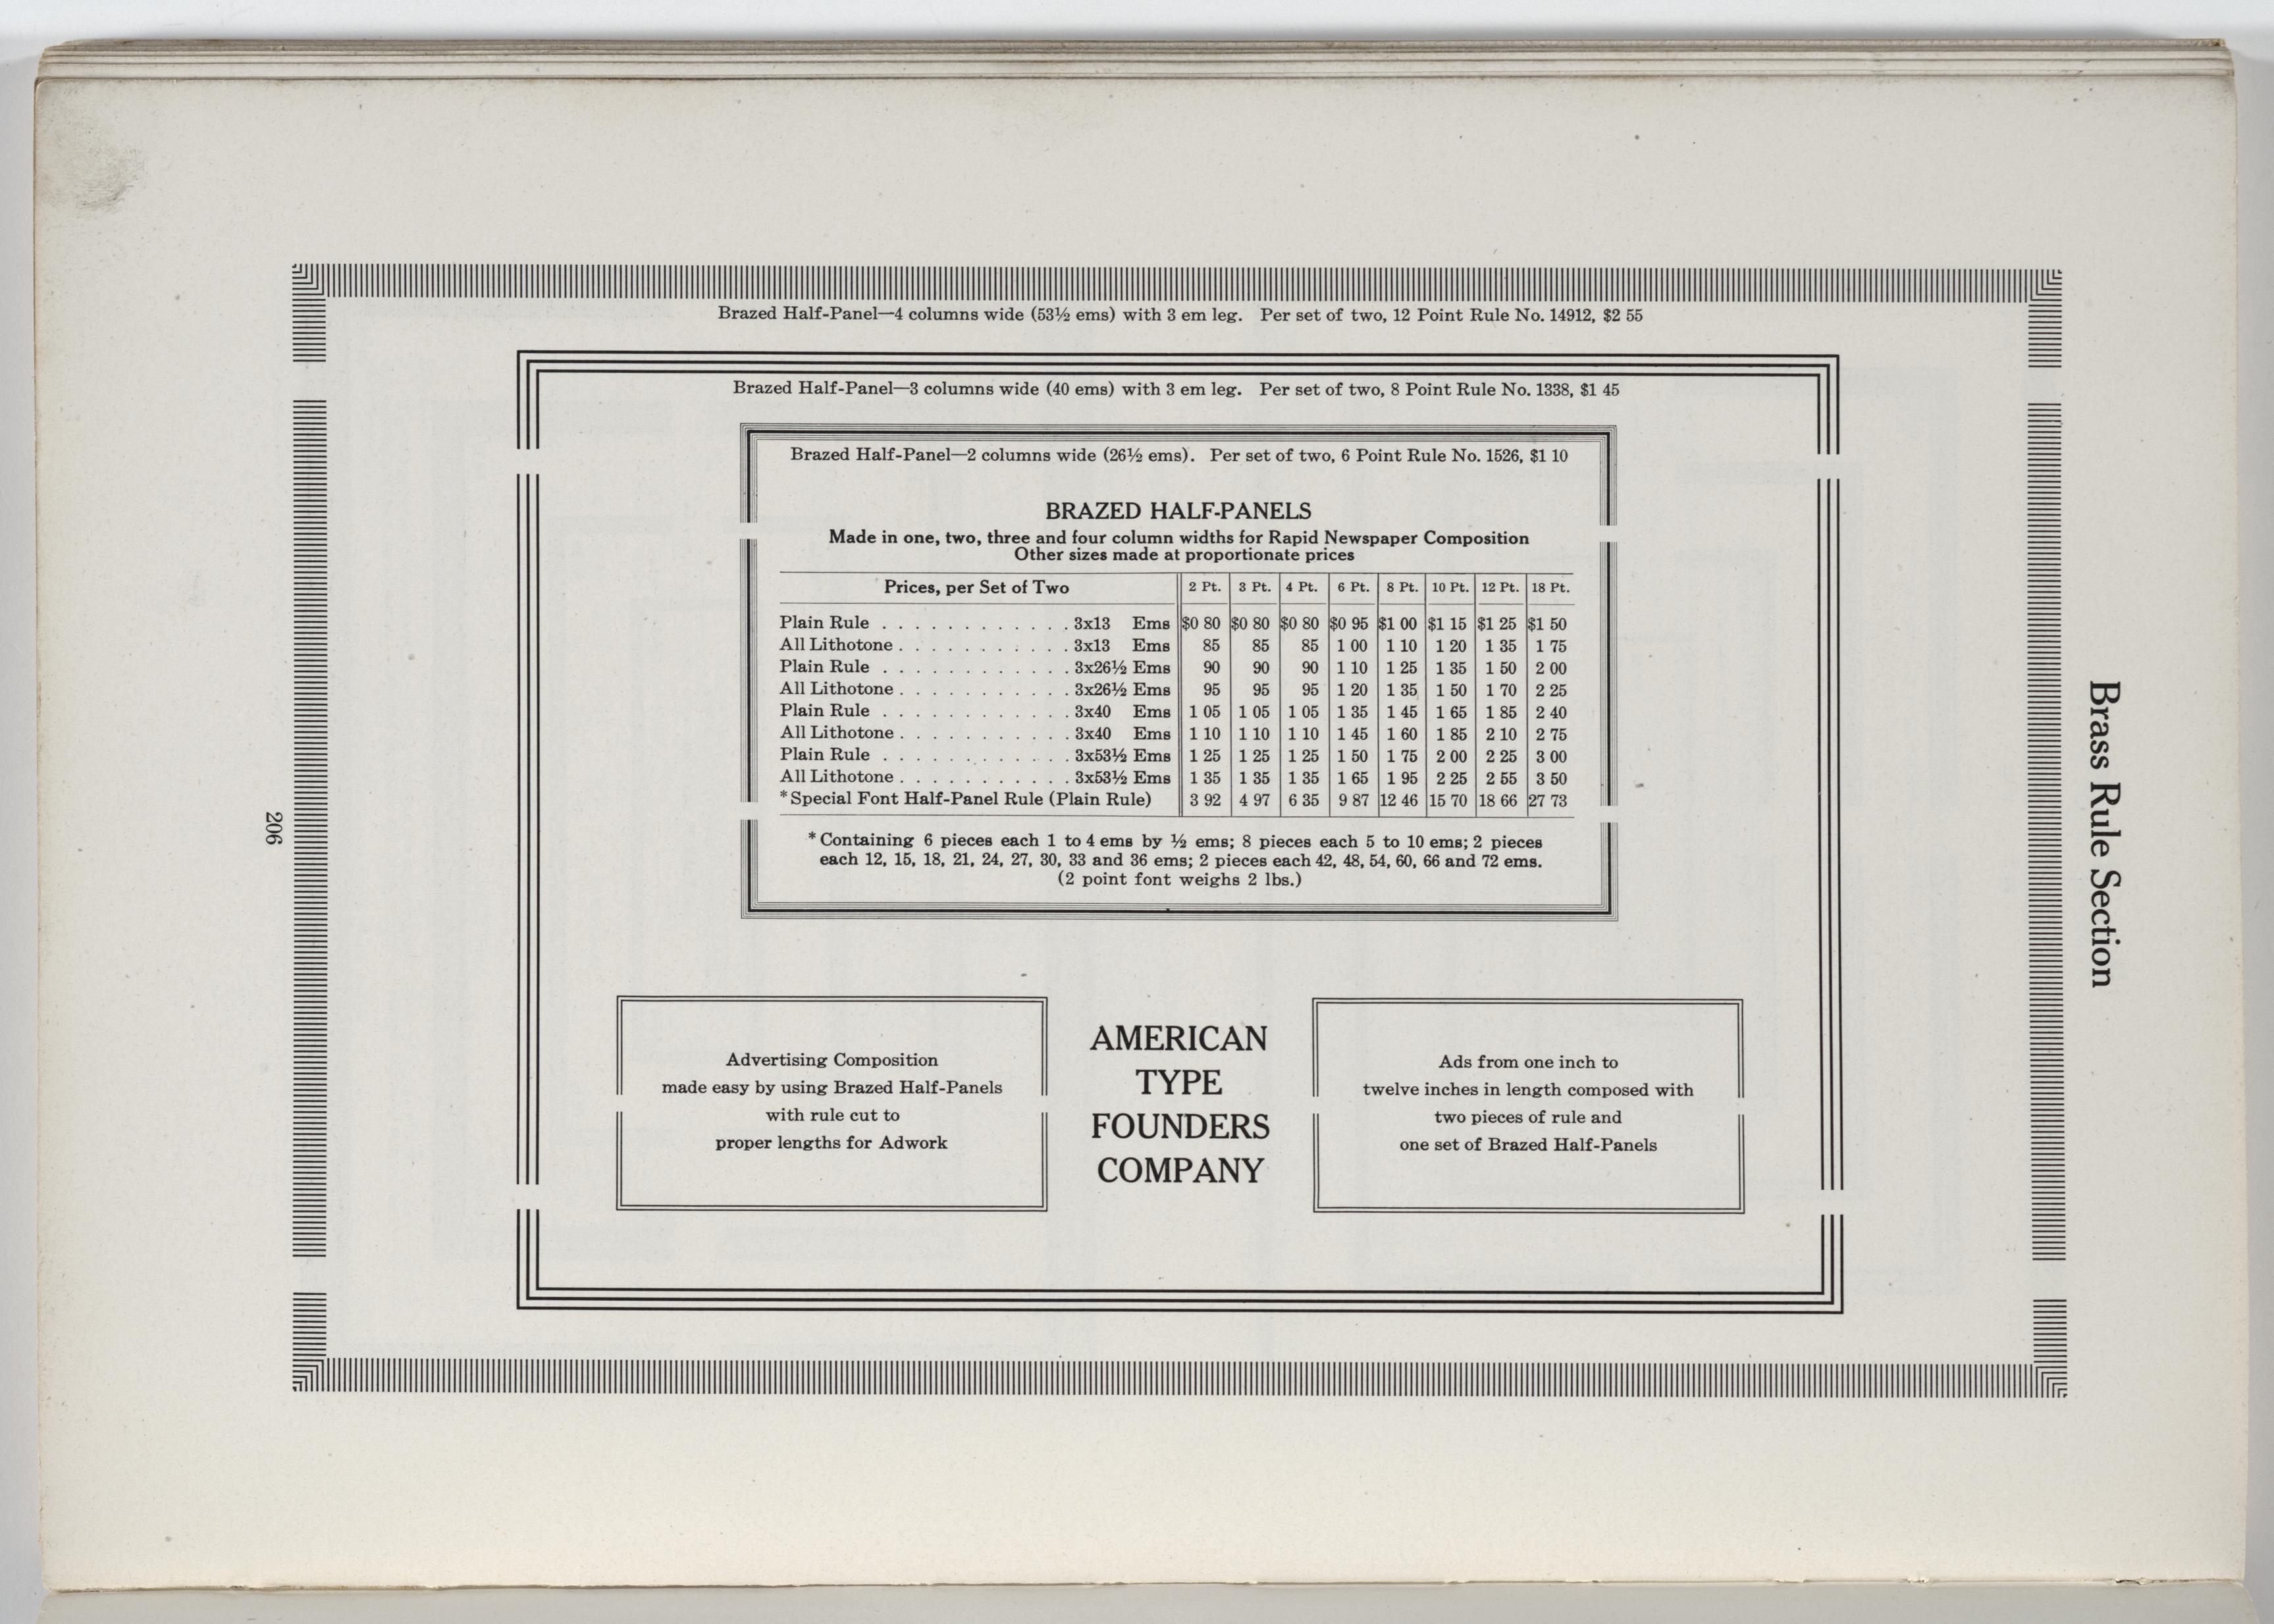 Brazed Half-Panel—4 columns wide (53½ ems) with 3 em leg. Per set of two, 12 Point Rule No. 14912, $2 55
Brazed Half-Panel—3 columns wide (40 ems) with 3 em leg. Per set of two, 8 Point Rule No. 1338, $1 45
Brazed Half-Panel—2 columns wide (26½ ems). Per set of two, 6 Point Rule No. 1526, $1 10
BRAZED HALF-PANELS
Made in one, two, three and four column widths for Rapid Newspaper Composition
Other sizes made at proportionate prices
Prices, per Set of Two 2 Pt. 3 Pt. 4 Pt. 6 Pt. 8 Pt. 10 Pt. 12 Pt. 18 Pt.
Plain Rule . . . . . . . . . . . . 3x13 Ems $0 80 $0 80 $0 80 $0 95 $1 00 $1 15 $1 25 $1 50
All Lithotone . . . . . . . . . . . 3x13 Ems 85 85 85 1 00 1 10 1 20 1 35 1 75
Plain Rule . . . . . . . . . . . . 3x26½ Ems 90 90 90 1 10 1 25 1 35 1 50 2 00
All Lithotone . . . . . . . . . . . 3x26½ Ems 95 95 95 1 20 1 35 1 50 1 70 2 25
Plain Rule . . . . . . . . . . . . 3x40 Ems 1 05 1 05 1 05 1 35 1 45 1 65 1 85 2 40
All Lithotone . . . . . . . . . . . 3x40 Ems 1 10 1 10 1 10 1 45 1 60 1 85 2 10 2 75
Plain Rule . . . . . . . . . . . . 3x53½ Ems 1 25 1 25 1 25 1 50 1 75 2 00 2 25 3 00
All Lithotone . . . . . . . . . . . 3x53½ Ems 1 35 1 35 1 35 1 65 1 95 2 25 2 55 3 50
*Special Font Half-Panel Rule (Plain Rule) 3 92 4 97 6 35 9 87 12 46 15 70 18 66 27 73
*Containing 6 pieces each 1 to 4 ems by ½ ems; 8 pieces each 5 to 10 ems; 2 pieces
each 12, 15, 18, 21, 24, 27, 30, 33 and 36 ems; 2 pieces each 42, 48, 54, 60, 66 and 72 ems.
(2 point font weighs 2 lbs.)
Advertising Composition
made easy by using Brazed Half-Panels
with rule cut to
proper lengths for Adwork
AMERICAN
TYPE
FOUNDERS
COMPANY
Ads from one inch to
twelve inches in length composed with
two pieces of rule and
one set of Brazed Half-Panels
Brass Rule Section
206